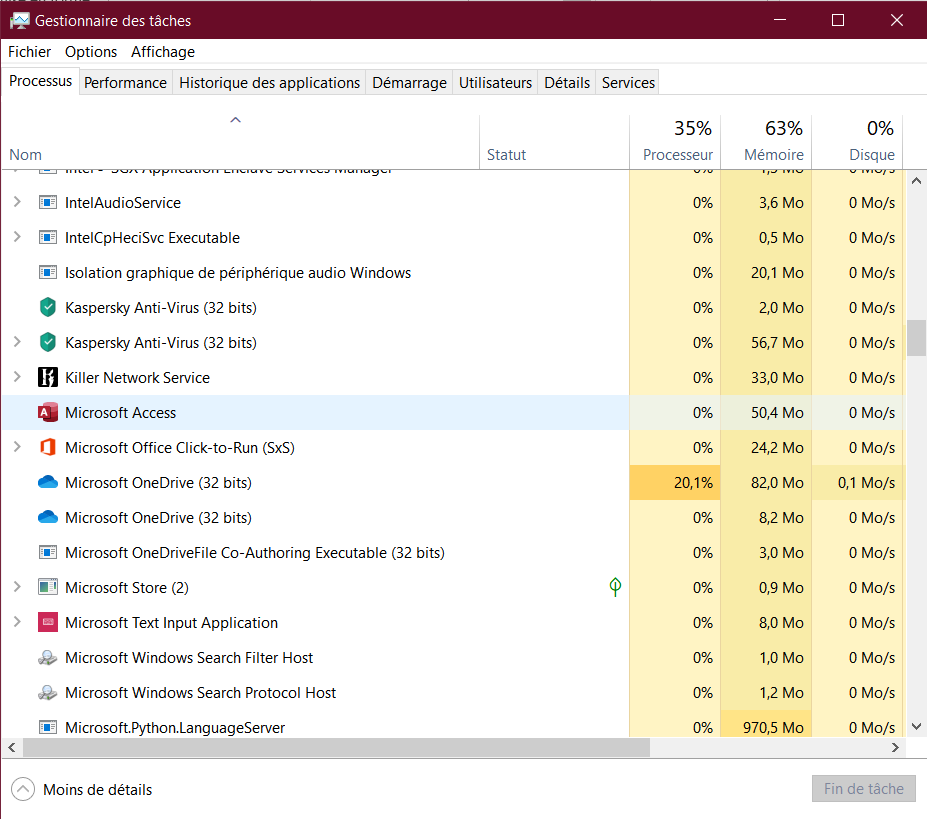 Gestionnaire des tâches
Fichier Options Affichage
Processus Performance Historique des applications Démarrage Utilisateurs Détails Services
35% 63% 0%
Nom Statut Processeur Mémoire Disque
Application Enclave Services Manager 0% 1,5 Mo 0 Mo/s
IntelAudioService 0% 3,6 Mo 0 Mo/s
IntelCpHeciSvc Executable 0% 0,5 Mo 0 Mo/s
Isolation graphique de périphérique audio Windows 0% 20,1 Mo 0 Mo/s
Kaspersky Anti-Virus (32 bits) 0% 2,0 Mo 0 Mo/s
Kaspersky Anti-Virus (32 bits) 0% 56,7 Mo 0 Mo/s
Killer Network Service 0% 33,0 Mo 0 Mo/s
Microsoft Access 0% 50,4 Mo 0 Mo/s
Microsoft Office Click-to-Run (SxS) 0% 24,2 Mo 0 Mo/s
Microsoft OneDrive (32 bits) 20,1% 82,0 Mo 0,1 Mo/s
Microsoft OneDrive (32 bits) 0% 8,2 Mo 0 Mo/s
Microsoft OneDriveFile Co-Authoring Executable (32 bits) 0% 3,0 Mo 0 Mo/s
Microsoft Store (2) 0% 0,9 Mo 0 Mo/s
Microsoft Text Input Application 0% 8,0 Mo 0 Mo/s
Microsoft Windows Search Filter Host 0% 1,0 Mo 0 Mo/s
Microsoft Windows Search Protocol Host 0% 1,2 Mo 0 Mo/s
Microsoft.Python.LanguageServer 0% 970,5 Mo 0 Mo/s
Moins de détails Fin de tâche